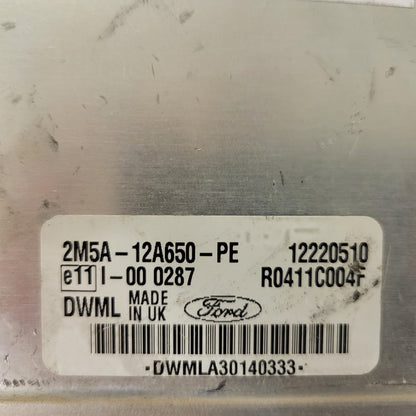 2M5A-12A650-PE 12220510
e11 I-00 0287 R0411C004F
DWML MADE IN UK Ford
-DWMLA30140333-